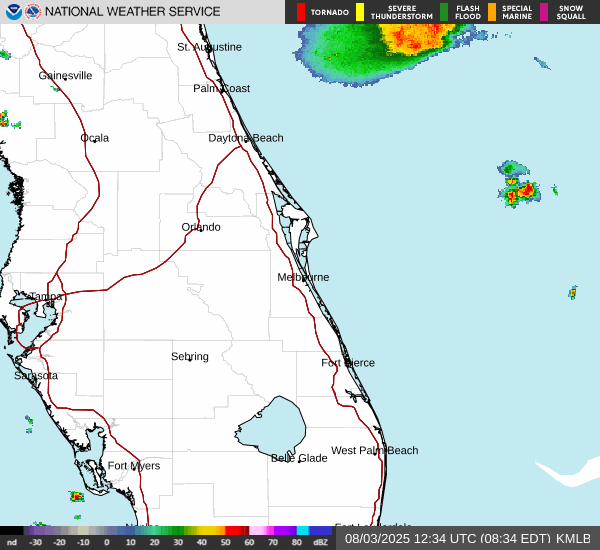 NATIONAL WEATHER SERVICE
TORNADO
SEVERE THUNDERSTORM
FLASH FLOOD
SPECIAL MARINE
SNOW SQUALL
St. Augustine
Gainesville
Palm Coast
Ocala
Daytona Beach
Orlando
Melbourne
Tampa
Sebring
Fort Pierce
Sarasota
West Palm Beach
Belle Glade
Fort Myers
nd -30 -20 -10 0 10 20 30 40 50 60 70 80 dBZ
08/03/2025 12:34 UTC (08:34 EDT) KMLB